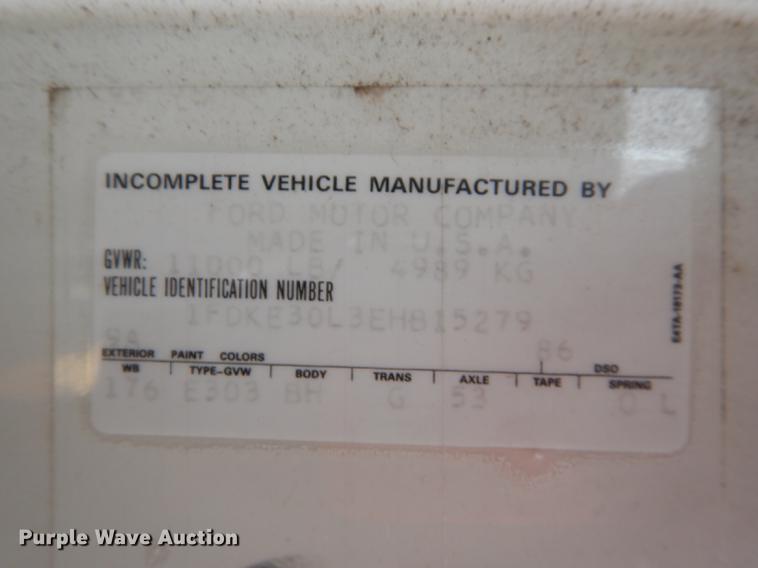 INCOMPLETE VEHICLE MANUFACTURED BY
FORD MOTOR COMPANY
MADE IN U.S.A.
GVWR: 11000 LB/ 4989 KG
VEHICLE IDENTIFICATION NUMBER
1FDKE30L3EHB15279
9A 86
EXTERIOR PAINT COLORS DSO
WB TYPE-GVW BODY TRANS AXLE TAPE SPRING
176 E303 BH G 53 0 L
E4TA-10173-AA
Purple Wave Auction